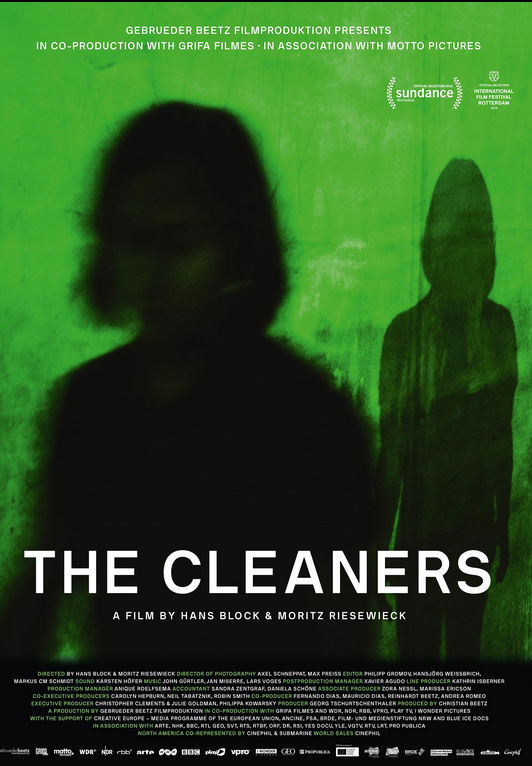 GEBRUEDER BEETZ FILMPRODUKTION PRESENTS
IN CO-PRODUCTION WITH GRIFA FILMES · IN ASSOCIATION WITH MOTTO PICTURES
OFFICIAL SELECTION 2018
sundance
film festival
OFFICIAL SELECTION
INTERNATIONAL
FILM FESTIVAL
ROTTERDAM
2018
THE CLEANERS
A FILM BY HANS BLOCK & MORITZ RIESEWIECK
DIRECTED BY HANS BLOCK & MORITZ RIESEWIECK DIRECTOR OF PHOTOGRAPHY AXEL SCHNEPPAT, MAX PREISS EDITOR PHILIPP GROMOV, HANSJÖRG WEISSBRICH,
MARKUS CM SCHMIDT SOUND KARSTEN HÖFER MUSIC JOHN GÜRTLER, JAN MISERRE, LARS VOGES POSTPRODUCTION MANAGER XAVIER AGUDO LINE PRODUCER KATHRIN ISBERNER
PRODUCTION MANAGER ANIQUE ROELFSEMA ACCOUNTANT SANDRA ZENTGRAF, DANIELA SCHÖNE ASSOCIATE PRODUCER ZORA NESSL, MARISSA ERICSON
CO-EXECUTIVE PRODUCERS CAROLYN HEPBURN, NEIL TABATZNIK, ROBIN SMITH CO-PRODUCER FERNANDO DIAS, MAURICIO DIAS, REINHARDT BEETZ, ANDREA ROMEO
EXECUTIVE PRODUCER CHRISTOPHER CLEMENTS & JULIE GOLDMAN, PHILIPPA KOWARSKY PRODUCER GEORG TSCHURTSCHENTHALER PRODUCED BY CHRISTIAN BEETZ
A PRODUCTION BY GEBRUEDER BEETZ FILMPRODUKTION IN CO-PRODUCTION WITH GRIFA FILMES AND WDR, NDR, RBB, VPRO, PLAY TV, I WONDER PICTURES
IN ASSOCIATION WITH ARTE, NHK, BBC, RTI, GEO, SVT, RTS, RTBF, ORF, DR, RSI, YES DOCU, YLE, VGTV, RTV, LRT, PRO PUBLICA
WITH THE SUPPORT OF CREATIVE EUROPE – MEDIA PROGRAMME OF THE EUROPEAN UNION, ANCINE, FSA, BRDE, FILM- UND MEDIENSTIFTUNG NRW AND BLUE ICE DOCS
NORTH AMERICA CO-REPRESENTED BY CINEPHIL & SUBMARINE WORLD SALES CINEPHIL
motto WDR NDR rbb arte BBC play vpro I WONDER GEO PROPUBLICA Cinephil